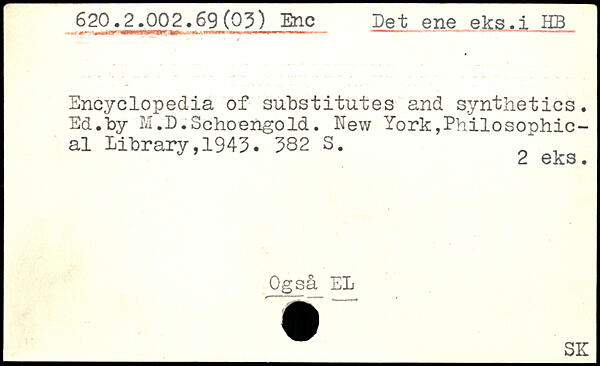 620.2.002.69(03) Enc Det ene eks.i HB
Encyclopedia of substitutes and synthetics.
Ed.by M.D.Schoengold. New York,Philosophic-
al Library,1943. 382 S.
2 eks.
Også EL
SK